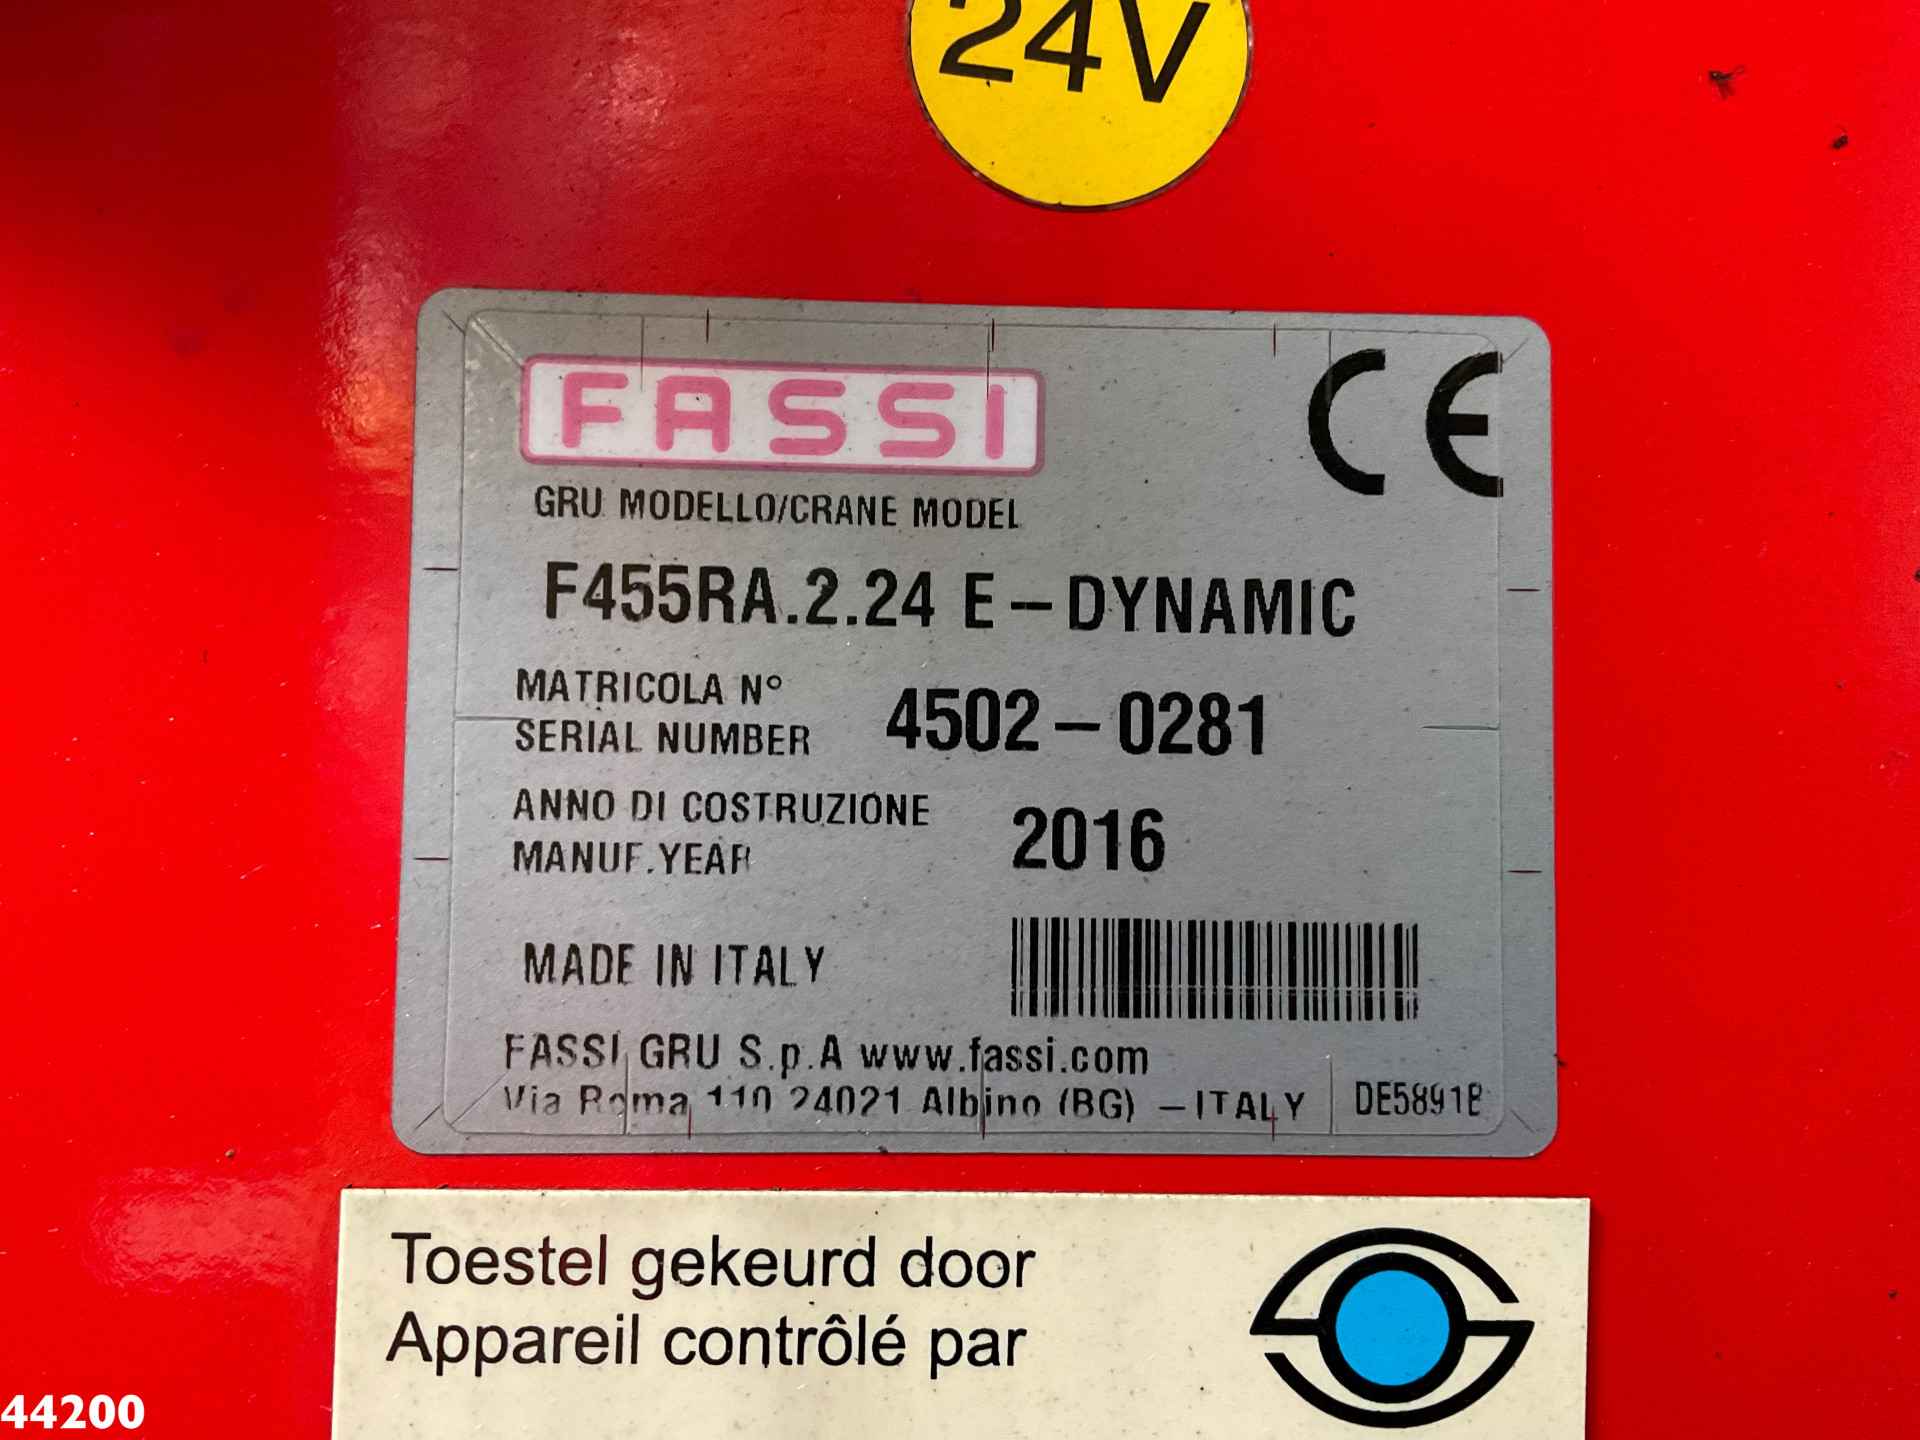 24V
FASSI
CE
GRU MODELLO/CRANE MODEL
F455RA.2.24 E-DYNAMIC
MATRICOLA N°
SERIAL NUMBER 4502-0281
ANNO DI COSTRUZIONE
MANUF.YEAR 2016
MADE IN ITALY
FASSI GRU S.p.A www.fassi.com
Via Roma 110 24021 Albino (BG) - ITALY DE5891B
Toestel gekeurd door
Appareil contrôlé par
44200